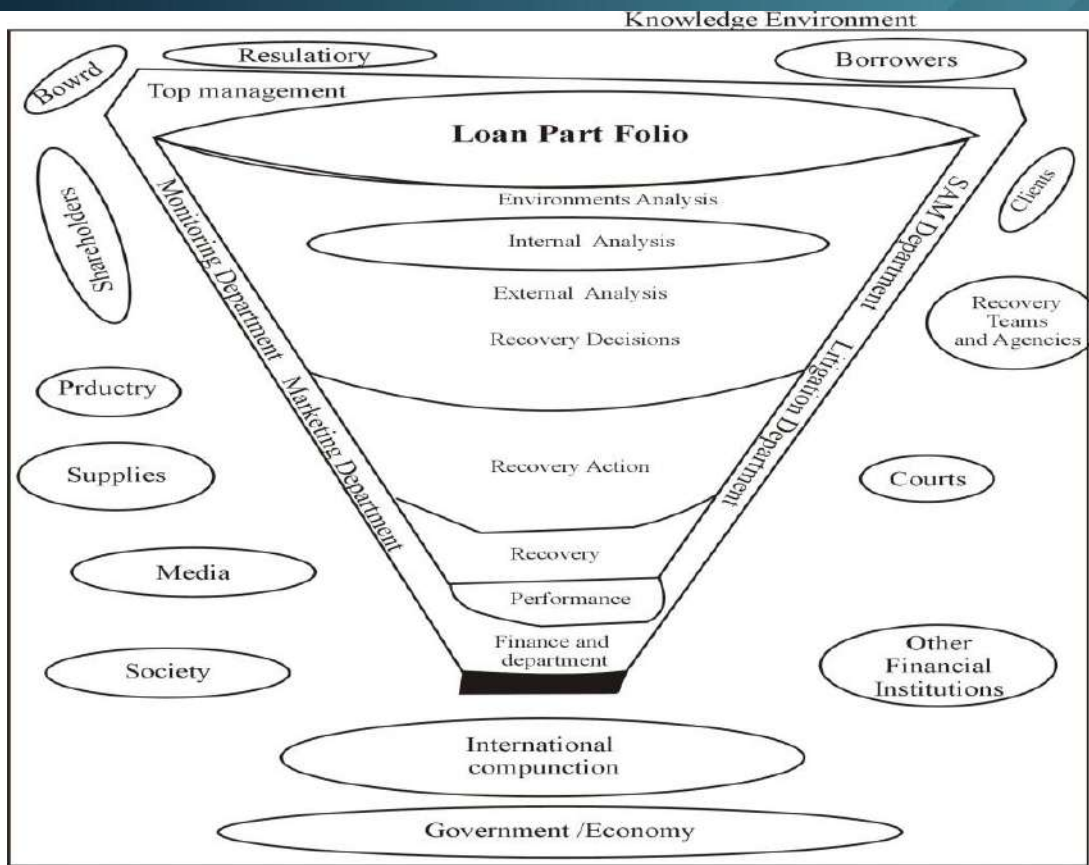 Knowledge Environment
Resulatiory
Borrowers
Bowrd
Top management
Loan Part Folio
Clients
Shareholders
Monitoring Department
SAM Department
Environments Analysis
Internal Analysis
External Analysis
Recovery
Teams
and Agencies
Recovery Decisions
Prductry
Marketing Department
Litigation Department
Supplies
Recovery Action
Courts
Recovery
Media
Performance
Finance and
department
Society
Other
Financial
Institutions
International
compunction
Government /Economy